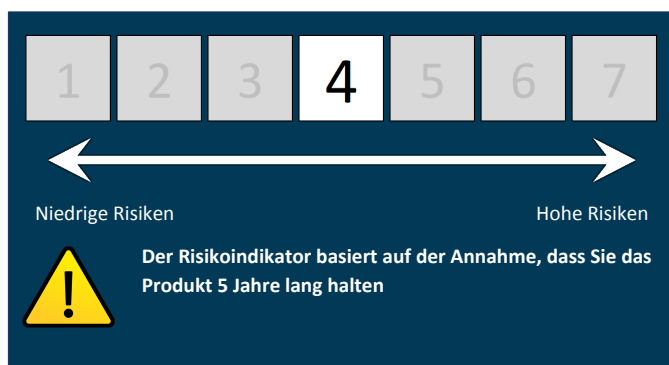 1 2 3 4 5 6 7
Niedrige Risiken Hohe Risiken
Der Risikoindikator basiert auf der Annahme, dass Sie das
Produkt 5 Jahre lang halten